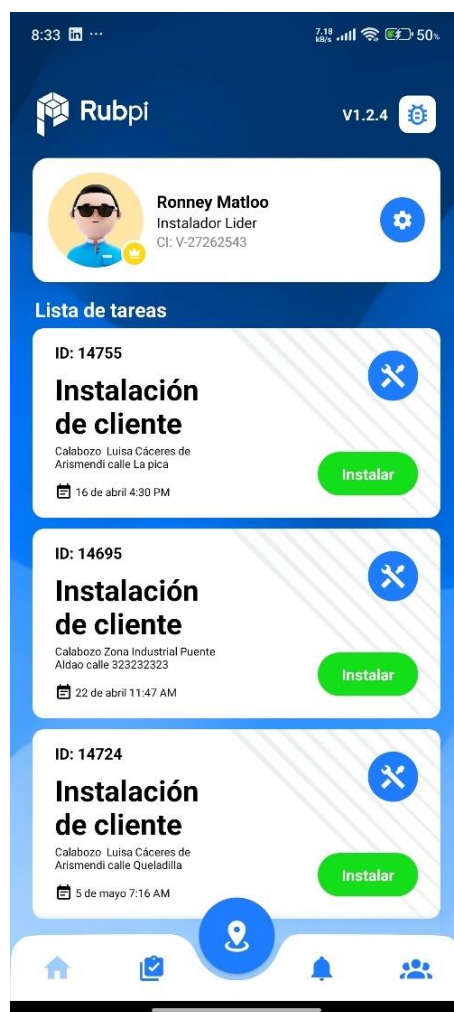 8:33
7.18
kB/s
50%
Rubpi
V1.2.4
Ronney Matloo
Instalador Lider
CI: V-27262543
Lista de tareas
ID: 14755
Instalación
de cliente
Calabozo Luisa Cáceres de
Arismendi calle La pica
16 de abril 4:30 PM
Instalar
ID: 14695
Instalación
de cliente
Calabozo Zona Industrial Puente
Aldao calle 323232323
22 de abril 11:47 AM
Instalar
ID: 14724
Instalación
de cliente
Calabozo Luisa Cáceres de
Arismendi calle Queladilla
5 de mayo 7:16 AM
Instalar